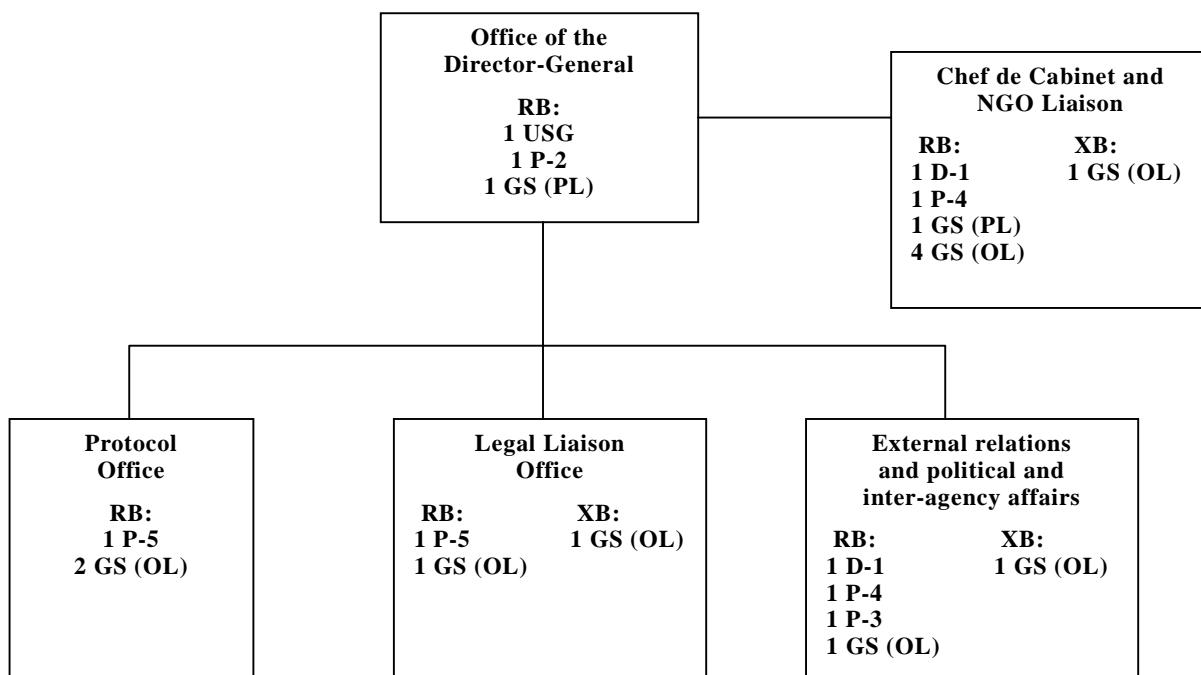 Office of the
Director-General
RB:
1 USG
1 P-2
1 GS (PL)
Chef de Cabinet and
NGO Liaison
RB: XB:
1 D-1 1 GS (OL)
1 P-4
1 GS (PL)
4 GS (OL)
Protocol
Office
RB:
1 P-5
2 GS (OL)
Legal Liaison
Office
RB: XB:
1 P-5 1 GS (OL)
1 GS (OL)
External relations
and political and
inter-agency affairs
RB: XB:
1 D-1 1 GS (OL)
1 P-4
1 P-3
1 GS (OL)